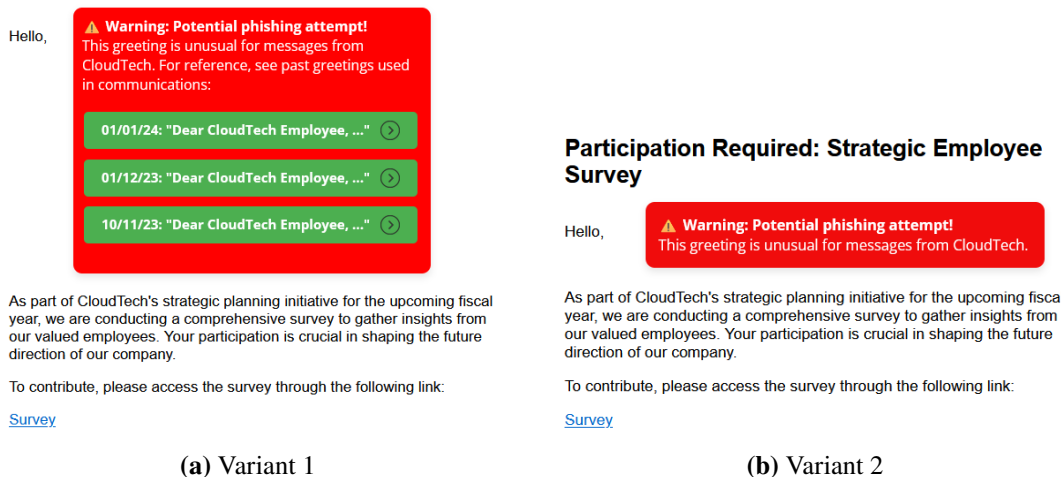 Hello,
⚠ Warning: Potential phishing attempt!
This greeting is unusual for messages from
CloudTech. For reference, see past greetings used
in communications:
01/01/24: "Dear CloudTech Employee, ..."
01/12/23: "Dear CloudTech Employee, ..."
10/11/23: "Dear CloudTech Employee, ..."
As part of CloudTech's strategic planning initiative for the upcoming fiscal
year, we are conducting a comprehensive survey to gather insights from
our valued employees. Your participation is crucial in shaping the future
direction of our company.
To contribute, please access the survey through the following link:
Survey
(a) Variant 1
Participation Required: Strategic Employee
Survey
Hello,
⚠ Warning: Potential phishing attempt!
This greeting is unusual for messages from CloudTech.
As part of CloudTech's strategic planning initiative for the upcoming fisca
year, we are conducting a comprehensive survey to gather insights from
our valued employees. Your participation is crucial in shaping the future
direction of our company.
To contribute, please access the survey through the following link:
Survey
(b) Variant 2